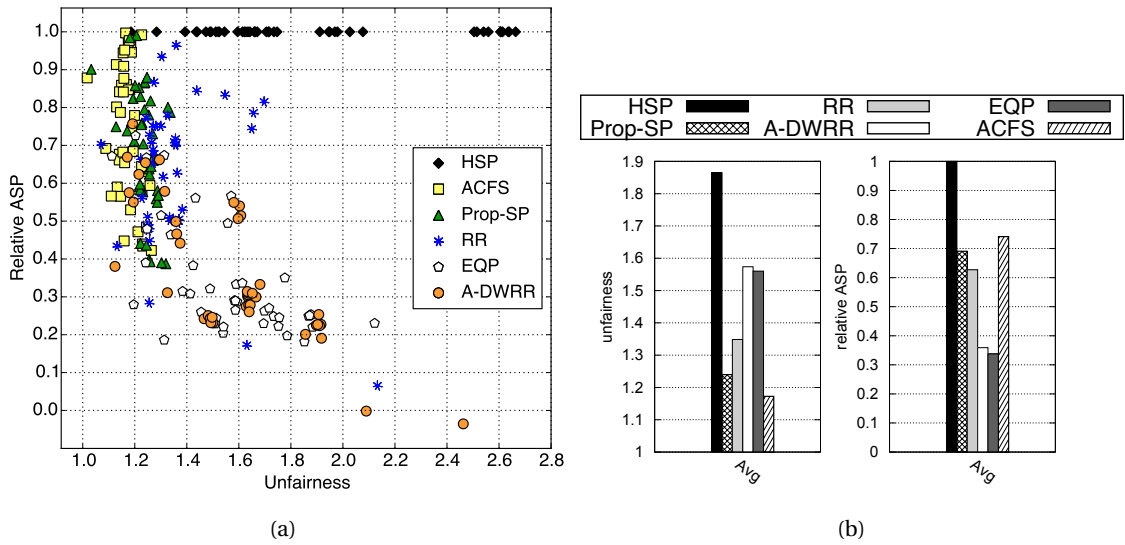 1.0
0.9
0.8
0.7
0.6
0.5
0.4
0.3
0.2
0.1
0.0
Relative ASP
1.0 1.2 1.4 1.6 1.8 2.0 2.2 2.4 2.6 2.8
Unfairness
HSP
ACFS
Prop-SP
RR
EQP
A-DWRR
(a)
HSP RR EQP
Prop-SP A-DWRR ACFS
1.9
1.8
1.7
1.6
1.5
1.4
1.3
1.2
1.1
1
unfairness
Avg
1
0.9
0.8
0.7
0.6
0.5
0.4
0.3
0.2
0.1
0
relative ASP
Avg
(b)